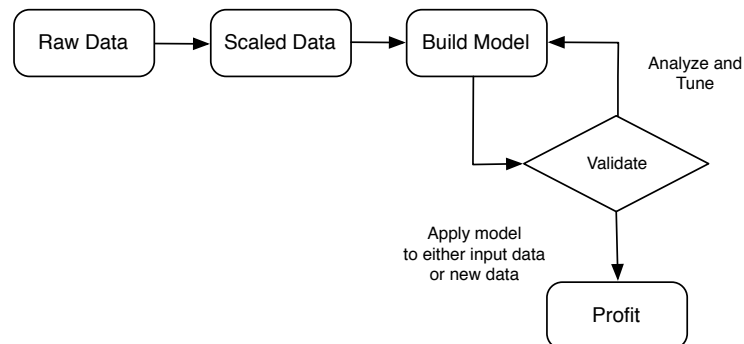 Raw Data
Scaled Data
Build Model
Analyze and
Tune
Validate
Apply model
to either input data
or new data
Profit